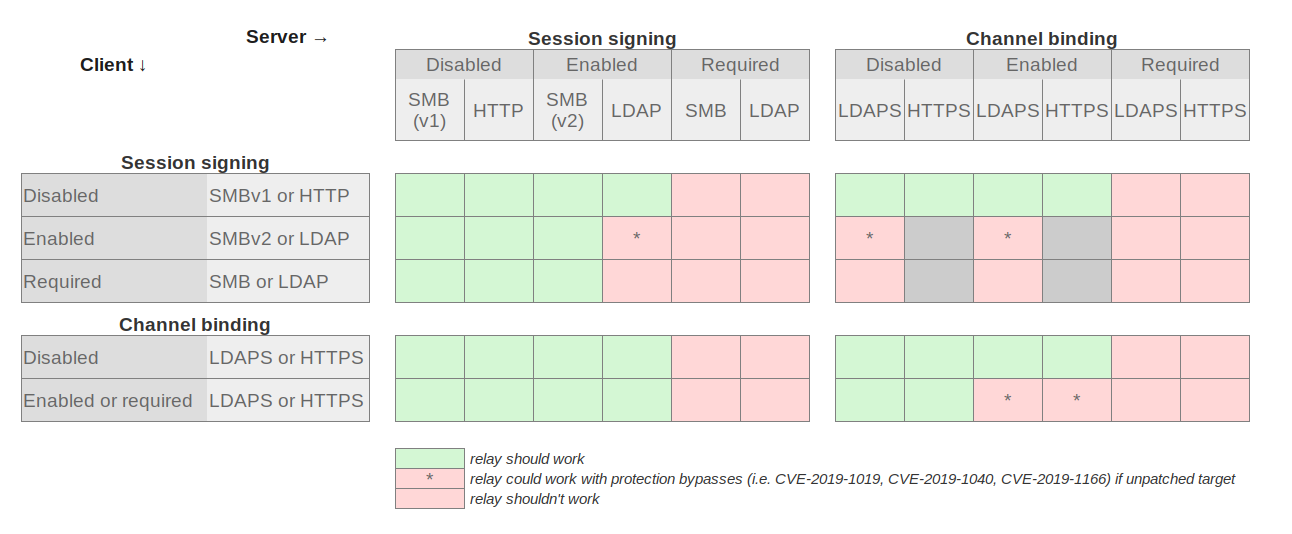 Server →
Client ↓
Session signing
Channel binding
Disabled Enabled Required
Disabled Enabled Required
SMB (v1) HTTP SMB (v2) LDAP SMB LDAP
LDAPS HTTPS LDAPS HTTPS LDAPS HTTPS
Session signing
Disabled SMBv1 or HTTP
Enabled SMBv2 or LDAP * * *
Required SMB or LDAP
Channel binding
Disabled LDAPS or HTTPS
Enabled or required LDAPS or HTTPS * *
relay should work
* relay could work with protection bypasses (i.e. CVE-2019-1019, CVE-2019-1040, CVE-2019-1166) if unpatched target
relay shouldn't work